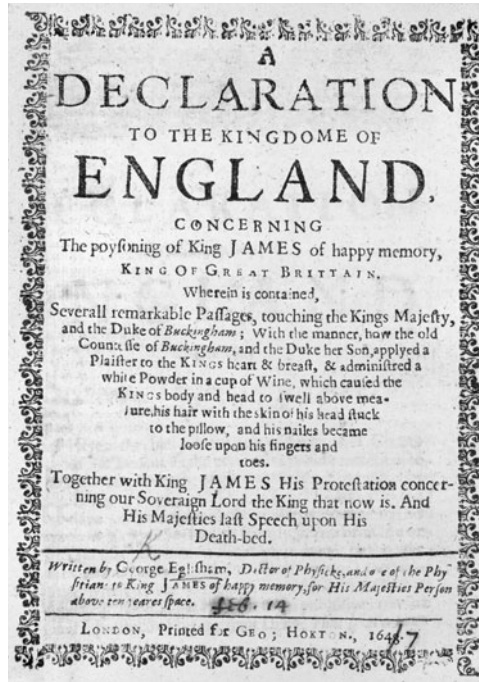 A
DECLARATION
TO THE KINGDOME OF
ENGLAND,
CONCERNING
The poyſoning of King JAMES of happy memory,
KING OF GREAT BRITTAIN,
Wherein is contained,
Severall remarkable Paſſages, touching the Kings Majeſty,
and the Duke of Buckingham; With the manner, how the old
Counteſſe of Buckingham, and the Duke her Son, applyed a
Plaiſter to the KINGS heart & breaſt, & adminiſtred a
white Powder in a cup of Wine, which cauſed the
KINGS body and head to ſwell above mea-
ſure, his hair with the skin of his head ſtuck
to the pillow, and his nailes became
looſe upon his fingers and
toes.
Together with King JAMES His Proteſtation concer-
ning our Soveraign Lord the King that now is. And
His Majeſties laſt Speech upon His
Death-bed.
Written by George Egliſham, Doctor of Phyſicke, and one of the Phy-
ſitians to King JAMES of happy memory, for His Majeſties Person
above ten yeares ſpace. feb. 14
LONDON, Printed for GEO; HORTON., 1648. 7